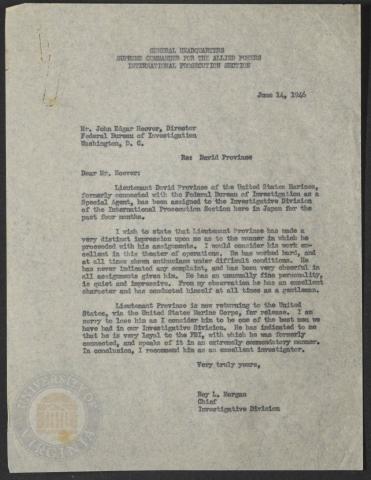 GENERAL HEADQUARTERS
SUPREME COMMANDER FOR THE ALLIED POWERS
INTERNATIONAL PROSECUTION SECTION
June 14, 1946
Mr. John Edgar Hoover, Director
Federal Bureau of Investigation
Washington, D. C.
Re: David Province
Dear Mr. Hoover:
Lieutenant David Province of the United States Marines,
formerly connected with the Federal Bureau of Investigation as a
Special Agent, has been assigned to the Investigative Division
of the International Prosecution Section here in Japan for the
past four months.
I wish to state that Lieutenant Province has made a
very distinct impression upon me as to the manner in which he
proceeded with his assignments. I would consider his work ex-
cellent in this theater of operations. He has worked hard, and
at all times shown enthusiasm under difficult conditions. He
has never indicated any complaint, and has been very cheerful in
all assignments given him. He has an unusually fine personality,
is quiet and impressive. From my observation he has an excellent
character and has conducted himself at all times as a gentleman.
Lieutenant Province is now returning to the United
States, via the United States Marine Corps, for release. I am
sorry to lose him as I consider him to be one of the best men we
have had in our Investigative Division. He has indicated to me
that he is very loyal to the FBI, with which he was formerly
connected, and speaks of it in an extremely commendatory manner.
In conclusion, I recommend him as an excellent investigator.
Very truly yours,
Roy L. Morgan
Chief
Investigative Division
UNIVERSITY OF
VIRGINIA